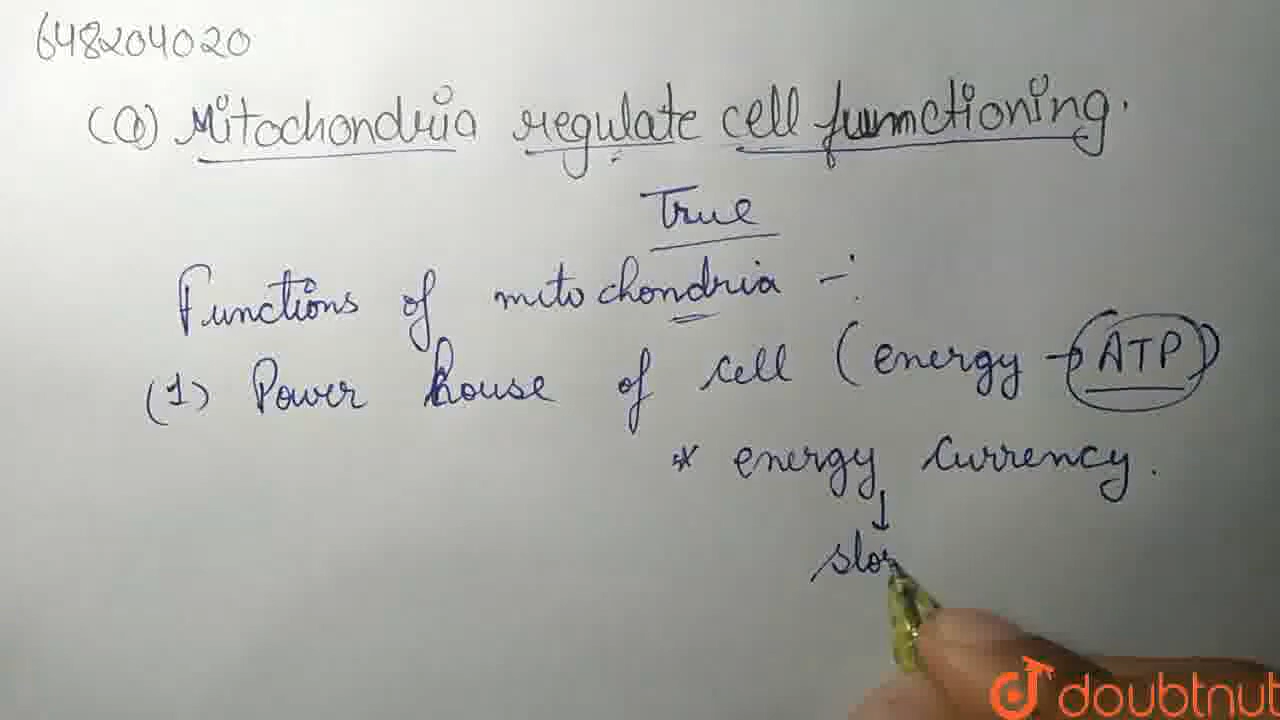 648204020
(a) Mitochondria regulate cell functioning.
True
Functions of mitochondria -:
(1) Power house of cell (energy → ATP)
* energy currency.
↓
doubtnut